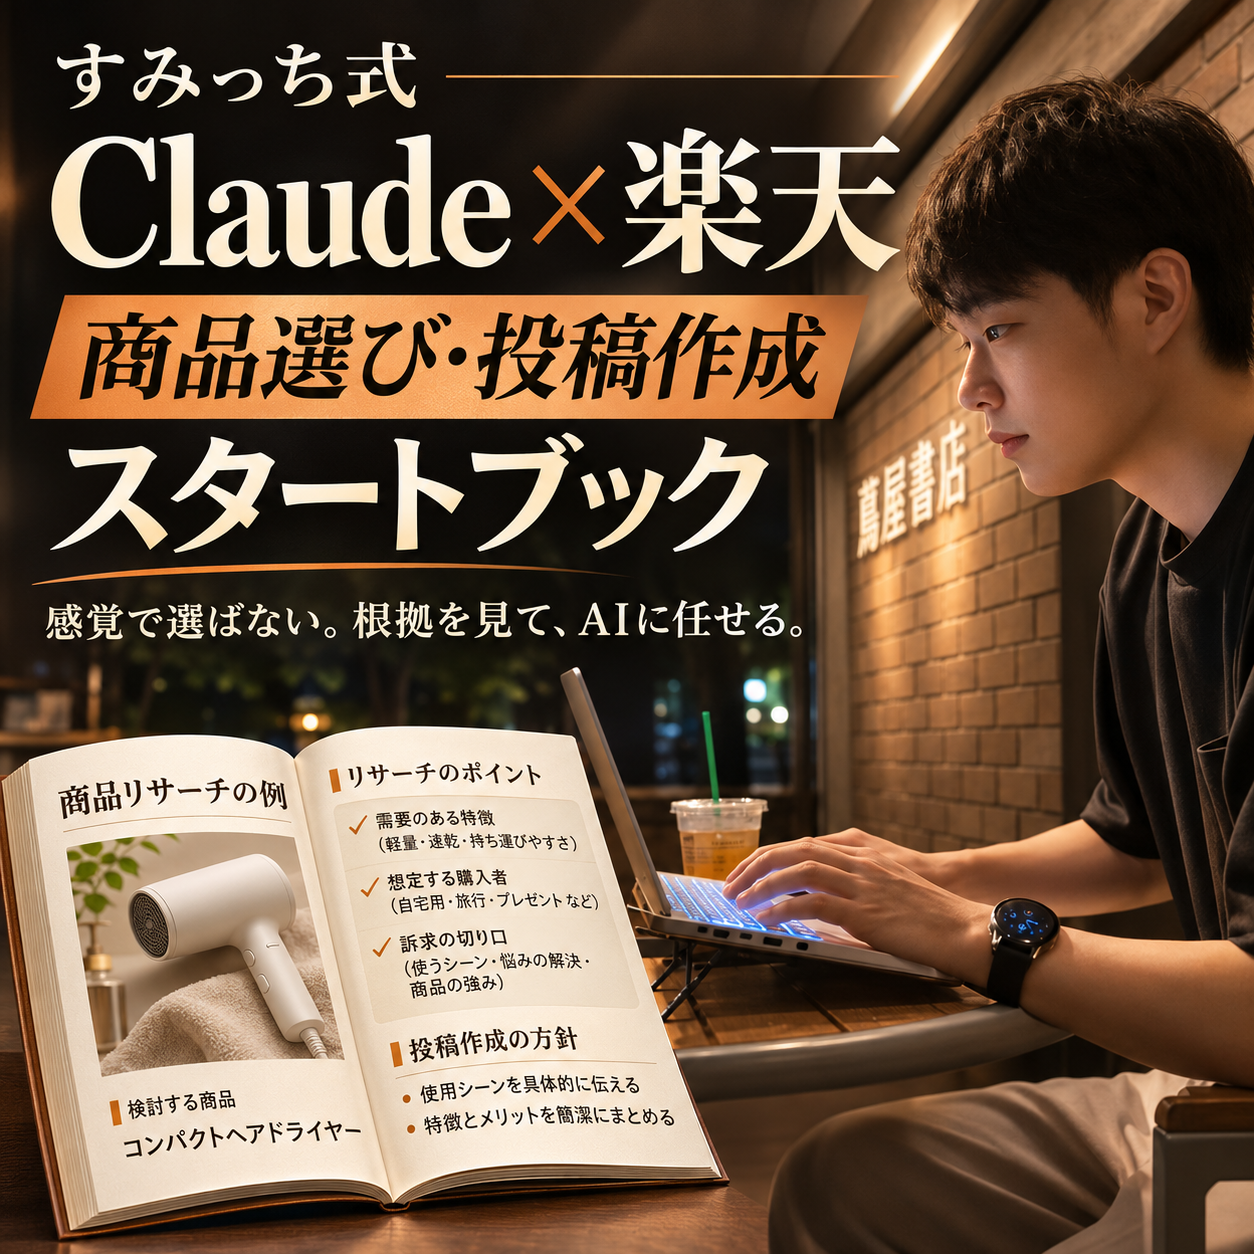 すみっち式
Claude×楽天
商品選び・投稿作成
スタートブック
感覚で選ばない。根拠を見て、AIに任せる。
蔦屋書店
商品リサーチの例
検討する商品
コンパクトヘアドライヤー
リサーチのポイント
需要のある特徴
(軽量・速乾・持ち運びやすさ)
想定する購入者
(自宅用・旅行・プレゼントなど)
訴求の切り口
(使うシーン・悩みの解決・
商品の強み)
投稿作成の方針
• 使用シーンを具体的に伝える
• 特徴とメリットを簡潔にまとめる